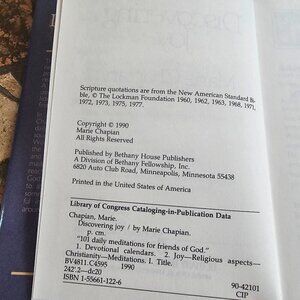 Scripture quotations are from the New American Standard Bi-
ble, © The Lockman Foundation 1960, 1962, 1963, 1968, 1971,
1972, 1973, 1975, 1977.
Copyright © 1990
Marie Chapian
Published by Bethany House Publishers
A Division of Bethany Fellowship, Inc.
6820 Auto Club Road, Minneapolis, Minnesota 55438
Printed in the United States of America
Library of Congress Cataloging-in-Publication Data
Chapian, Marie.
Discovering joy / by Marie Chapian.
p. cm.
"101 daily meditations for friends of God."
1. Devotional calendars. 2. Joy—Religious aspects—
Christianity—Meditations. I. Title.
BV4811.C4595 1990
242'.2—dc20 90-42101
ISBN 1-55661-122-6 CIP